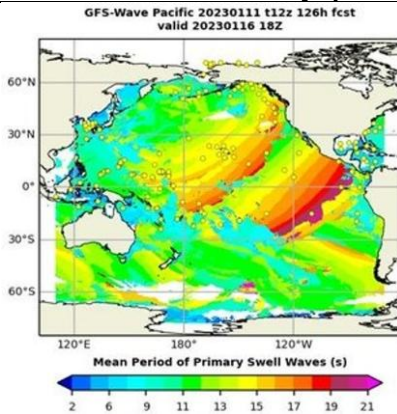 GFS-Wave Pacific 20230111 t12z 126h fcst
valid 20230116 18Z
60°N
30°N
0°
30°S
60°S
120°E 180° 120°W
Mean Period of Primary Swell Waves (s)
2 6 9 11 13 15 17 19 21